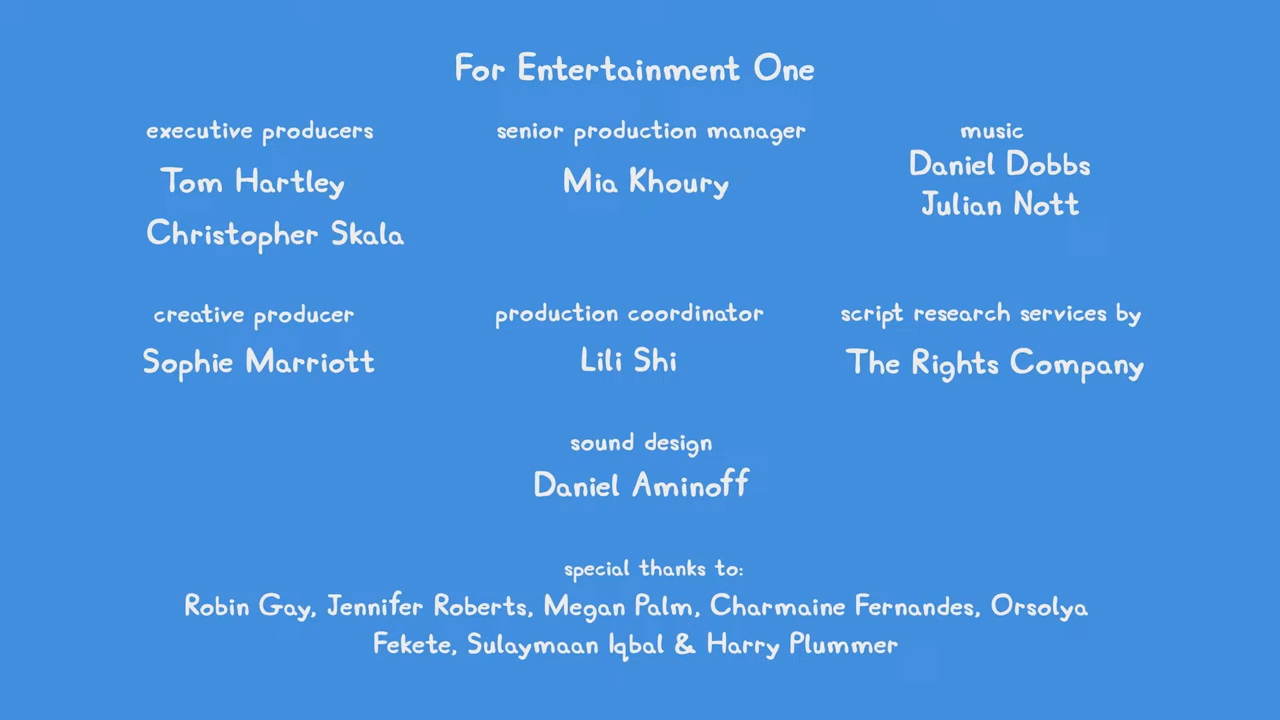 For Entertainment One
executive producers
Tom Hartley
Christopher Skala
senior production manager
Mia Khoury
music
Daniel Dobbs
Julian Nott
creative producer
Sophie Marriott
production coordinator
Lili Shi
script research services by
The Rights Company
sound design
Daniel Aminoff
special thanks to:
Robin Gay, Jennifer Roberts, Megan Palm, Charmaine Fernandes, Orsolya
Fekete, Sulaymaan Iqbal & Harry Plummer